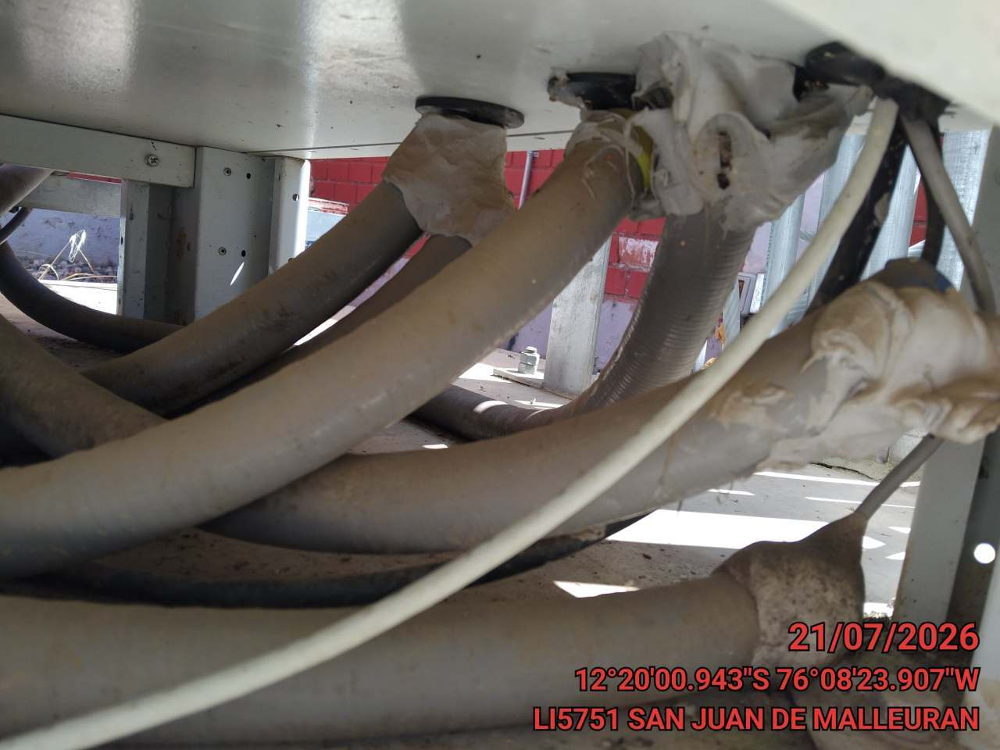 21/07/2026
12°20'00.943"S 76°08'23.907"W
LI5751 SAN JUAN DE MALLEURAN